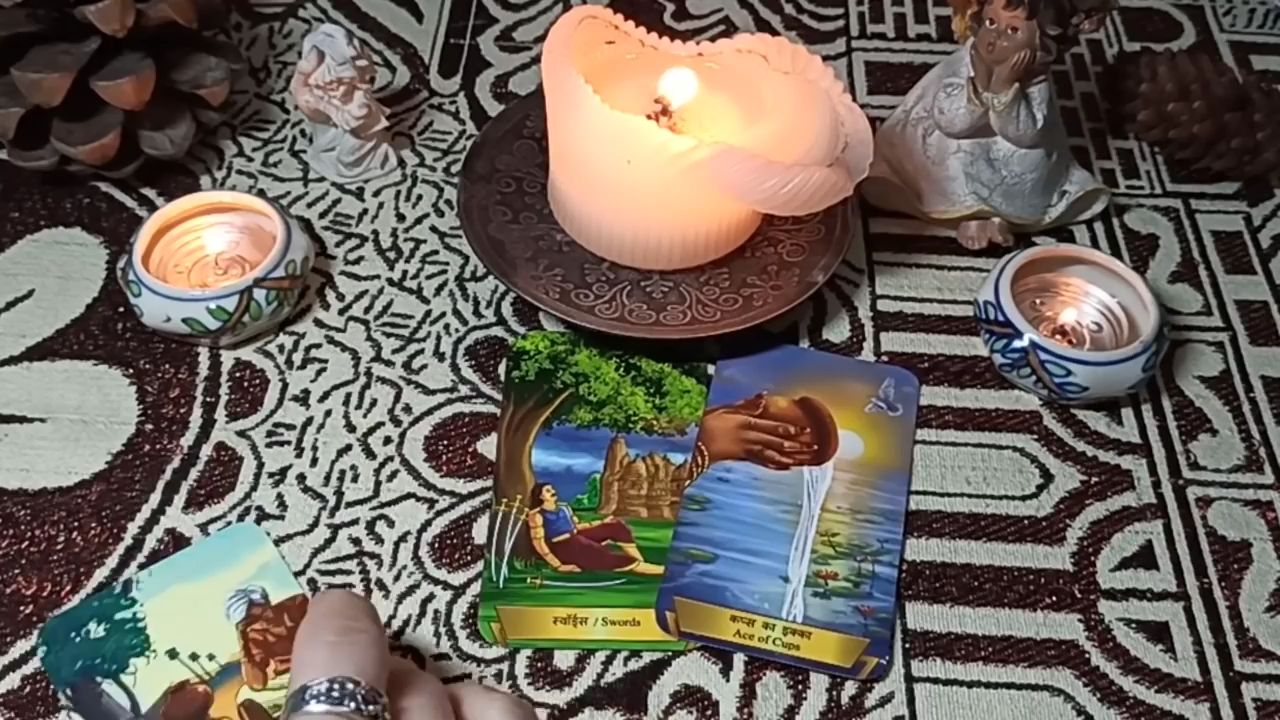 स्वॉर्ड्स / Swords
कप्स का इक्का
Ace of Cups